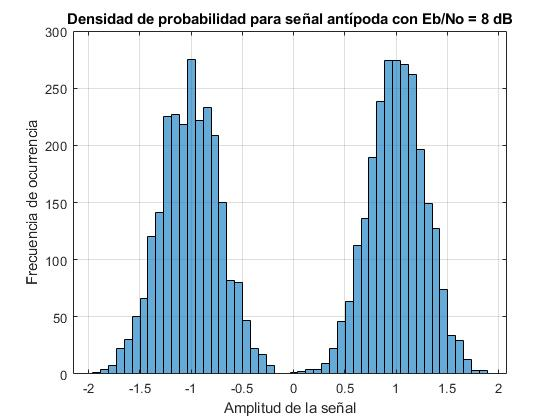 Densidad de probabilidad para señal antípoda con Eb/No = 8 dB
300
250
200
150
100
50
0
Frecuencia de ocurrencia
-2 -1.5 -1 -0.5 0 0.5 1 1.5 2
Amplitud de la señal